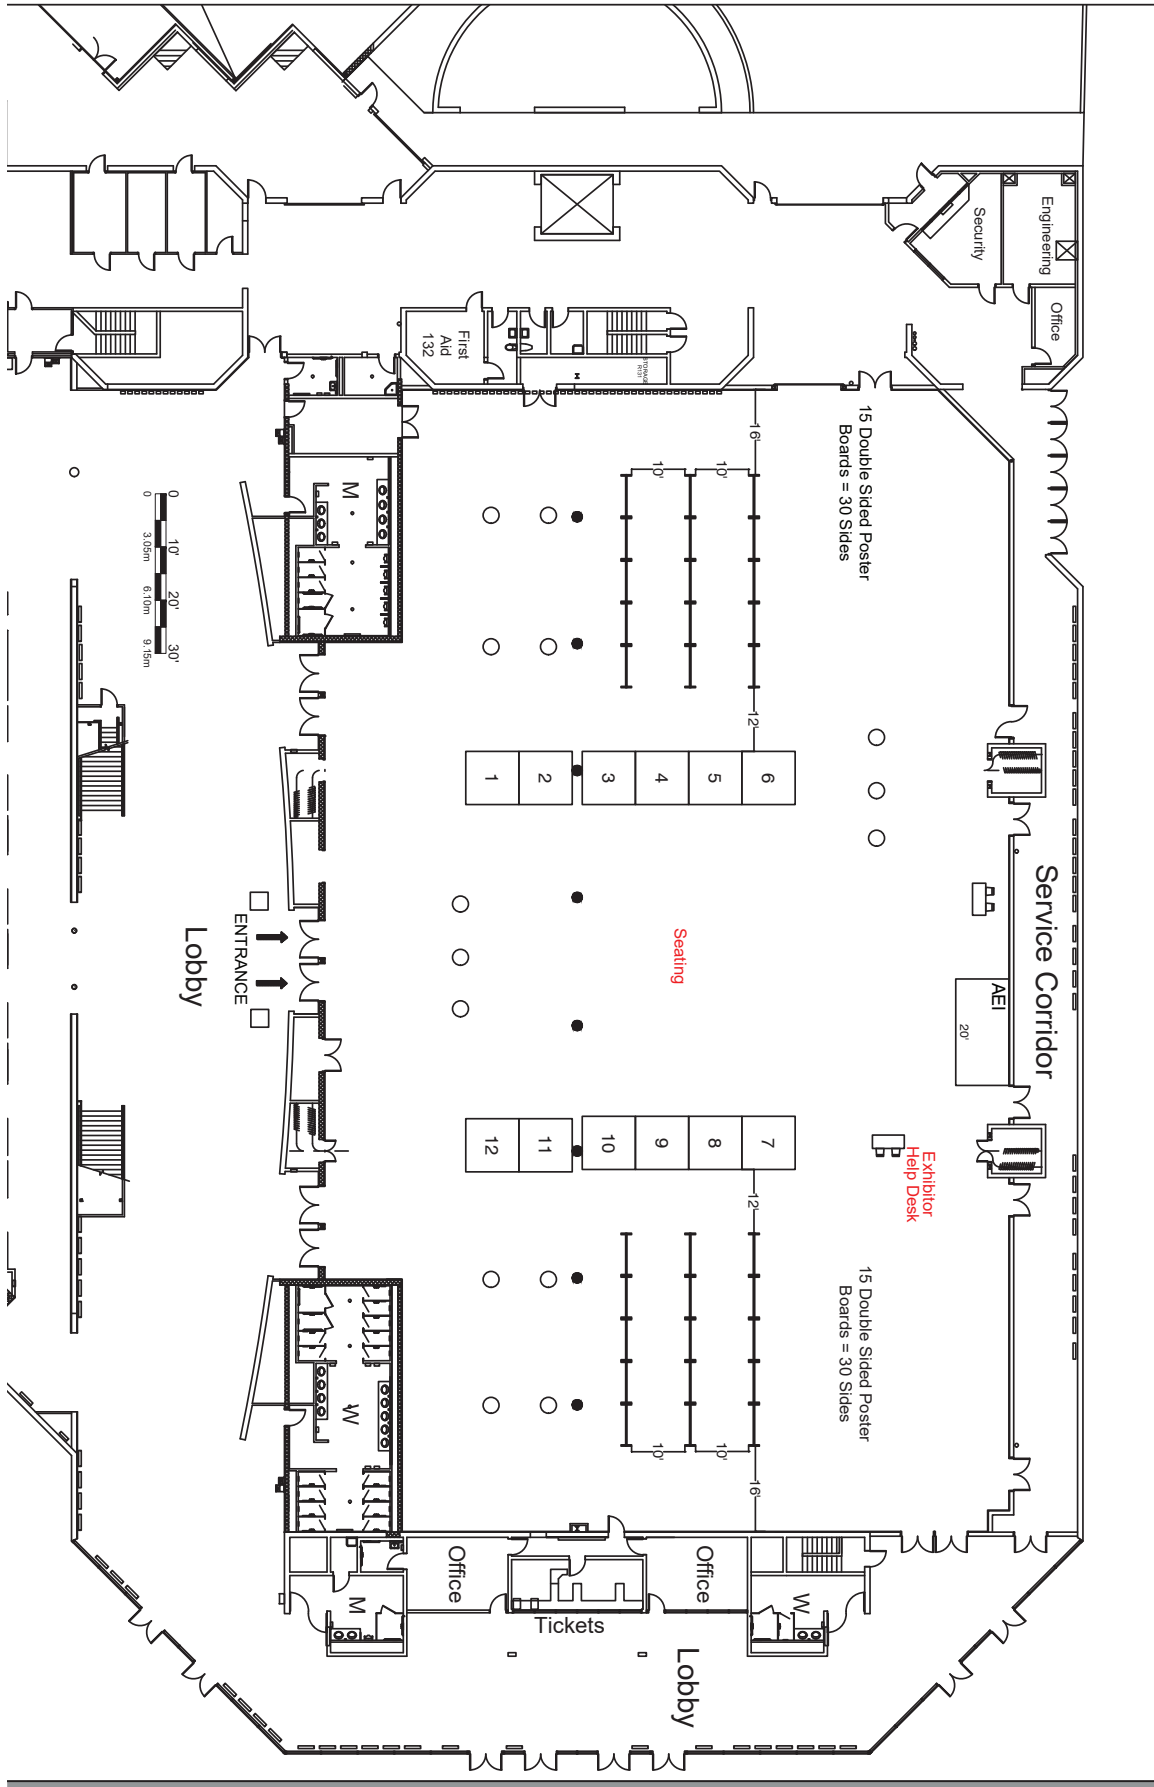 Engineering
Security
Office
First
Aid
132
STORAGE
R131
16'
10'
10'
15 Double Sided Poster
Boards = 30 Sides
M
0
10'
20'
30'
0
3.05m
6.10m
9.15m
12'
1
2
3
4
5
6
Service Corridor
Seating
ENTRANCE
Lobby
AEI
20'
12
11
10
9
8
7
Exhibitor
Help Desk
12'
15 Double Sided Poster
Boards = 30 Sides
W
10'
10'
16'
Office
Office
M
W
Tickets
Lobby